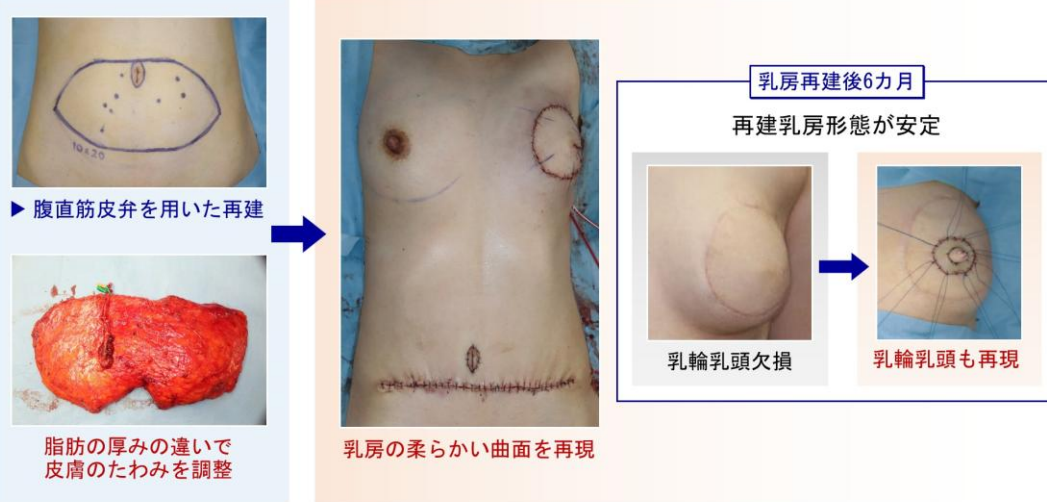 10×20
▶ 腹直筋皮弁を用いた再建
脂肪の厚みの違いで
皮膚のたわみを調整
乳房の柔らかい曲面を再現
乳房再建後6カ月
再建乳房形態が安定
乳輪乳頭欠損
乳輪乳頭も再現